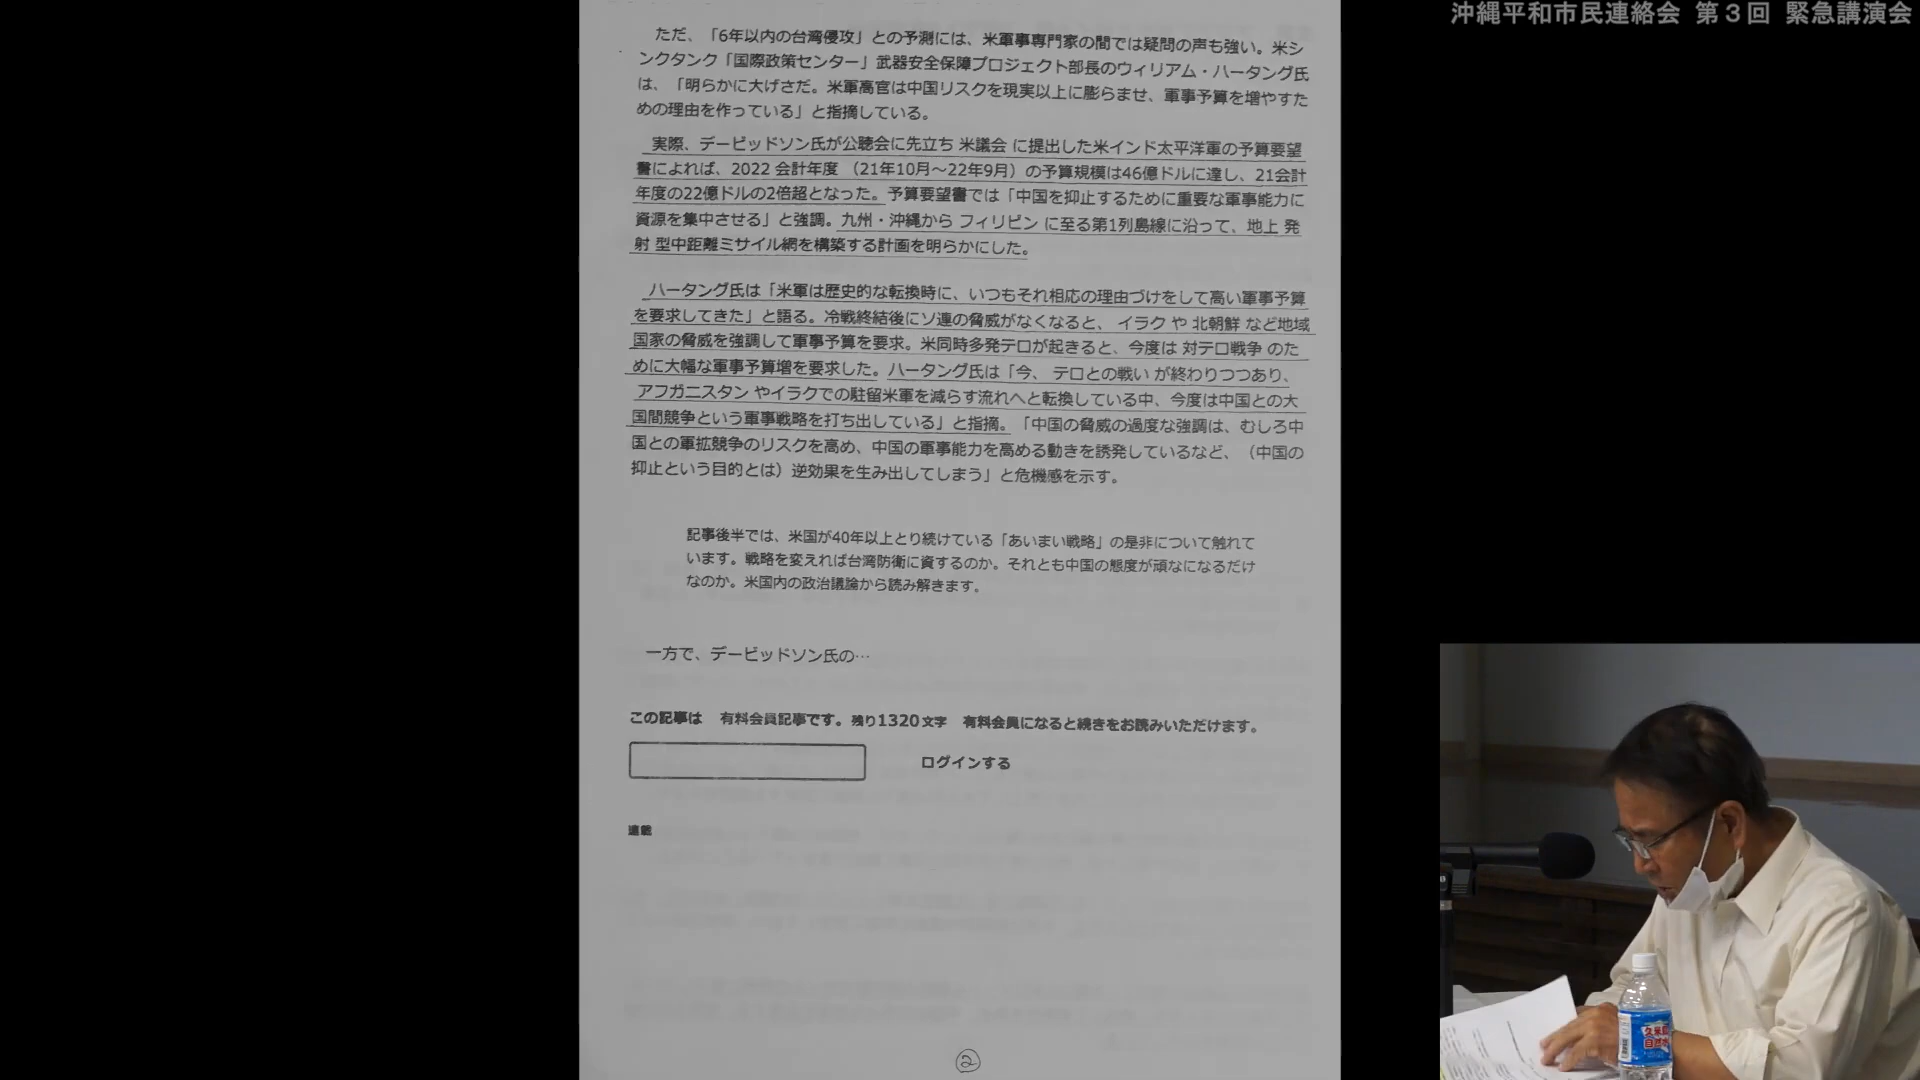 沖縄平和市民連絡会 第３回 緊急講演会
ただ、「6年以内の台湾侵攻」との予測には、米軍事専門家の間では疑問の声も強い。米シ
ンクタンク「国際政策センター」武器安全保障プロジェクト部長のウィリアム・ハータング氏
は、「明らかに大げさだ。米軍高官は中国リスクを現実以上に膨らませ、軍事予算を増やすた
めの理由を作っている」と指摘している。
実際、デービッドソン氏が公聴会に先立ち 米議会 に提出した米インド太平洋軍の予算要望
書によれば、2022 会計年度 （21年10月～22年9月）の予算規模は46億ドルに達し、21会計
年度の22億ドルの2倍超となった。予算要望書では「中国を抑止するために重要な軍事能力に
資源を集中させる」と強調。九州・沖縄から フィリピン に至る第1列島線に沿って、地上 発
射 型中距離ミサイル網を構築する計画を明らかにした。
ハータング氏は「米軍は歴史的な転換時に、いつもそれ相応の理由づけをして高い軍事予算
を要求してきた」と語る。冷戦終結後にソ連の脅威がなくなると、 イラク や 北朝鮮 など地域
国家の脅威を強調して軍事予算を要求。米同時多発テロが起きると、今度は 対テロ戦争 のた
めに大幅な軍事予算増を要求した。ハータング氏は「今、 テロとの戦い が終わりつつあり、
アフガニスタン やイラクでの駐留米軍を減らす流れへと転換している中、今度は中国との大
国間競争という軍事戦略を打ち出している」と指摘。「中国の脅威の過度な強調は、むしろ中
国との軍拡競争のリスクを高め、中国の軍事能力を高める動きを誘発しているなど、（中国の
抑止という目的とは）逆効果を生み出してしまう」と危機感を示す。
記事後半では、米国が40年以上とり続けている「あいまい戦略」の是非について触れて
います。戦略を変えれば台湾防衛に資するのか。それとも中国の態度が頑なになるだけ
なのか。米国内の政治議論から読み解きます。
一方で、デービッドソン氏の…
この記事は 有料会員記事です。残り1320文字 有料会員になると続きをお読みいただけます。
ログインする
連載
②